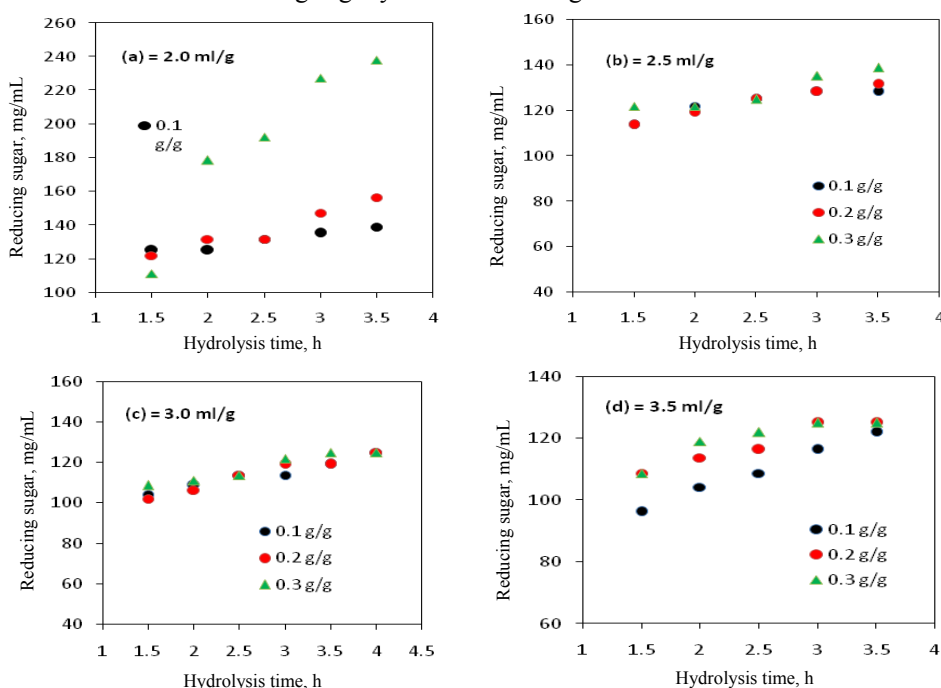 260
240
220
200
180
160
140
120
100
(a) = 2.0 ml/g
0.1
g/g
Reducing sugar, mg/mL
1 1.5 2 2.5 3 3.5 4
Hydrolysis time, h
160
140
120
100
80
60
40
(b) = 2.5 ml/g
0.1 g/g
0.2 g/g
0.3 g/g
Reducing sugar, mg/mL
1 1.5 2 2.5 3 3.5 4
Hydrolysis time, h
160
140
120
100
80
60
40
(c) = 3.0 ml/g
0.1 g/g
0.2 g/g
0.3 g/g
Reducing sugar, mg/mL
1 1.5 2 2.5 3 3.5 4 4.5
Hydrolysis time, h
140
120
100
80
60
(d) = 3.5 ml/g
0.1 g/g
0.2 g/g
0.3 g/g
Reducing sugar, mg/mL
1 1.5 2 2.5 3 3.5 4
Hydrolysis time, h